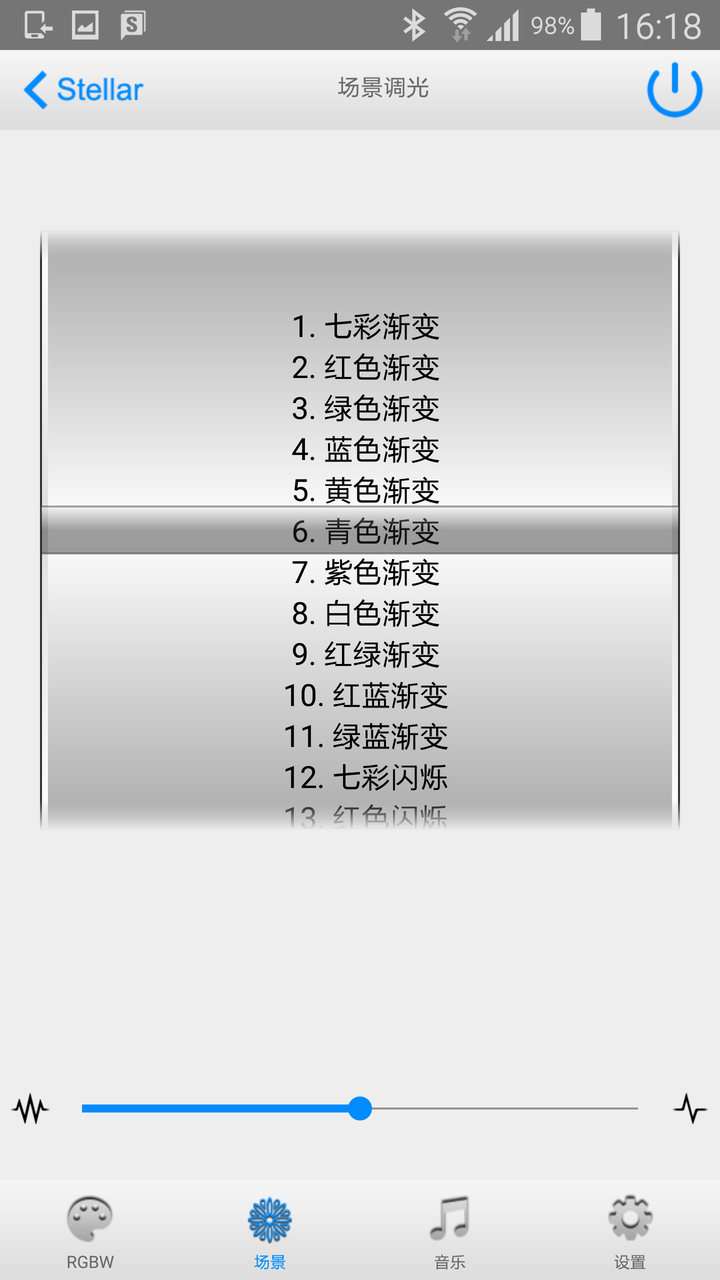 98% 16:18
Stellar 场景调光
1. 七彩渐变
2. 红色渐变
3. 绿色渐变
4. 蓝色渐变
5. 黄色渐变
6. 青色渐变
7. 紫色渐变
8. 白色渐变
9. 红绿渐变
10. 红蓝渐变
11. 绿蓝渐变
12. 七彩闪烁
13. 红色闪烁
RGBW 场景 音乐 设置